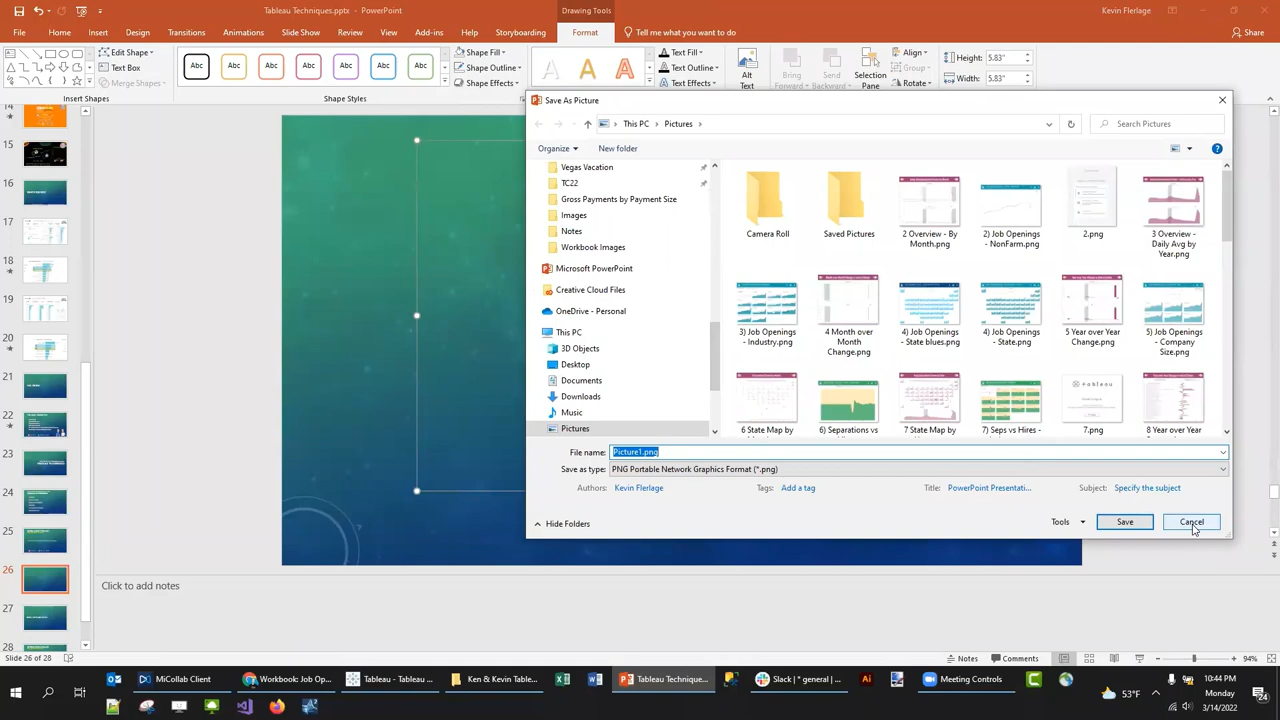 Tableau Techniques.pptx - PowerPoint
Drawing Tools
Kevin Flerlage
File Home Insert Design Transitions Animations Slide Show Review View Add-ins Help Storyboarding Format Tell me what you want to do Share
Edit Shape
Text Box
Merge Shapes
Insert Shapes
Abc Abc Abc Abc Abc Abc Abc
Shape Styles
Shape Fill
Shape Outline
Shape Effects
A A A
Text Fill
Text Outline
Text Effects
Alt Text
Bring Forward
Send Backward
Selection Pane
Align
Group
Rotate
Height: 5.83"
Width: 5.83"
Save As Picture
This PC > Pictures >
Search Pictures
Organize
New folder
Vegas Vacation
TC22
Gross Payments by Payment Size
Images
Notes
Workbook Images
Microsoft PowerPoint
Creative Cloud Files
OneDrive - Personal
This PC
3D Objects
Desktop
Documents
Downloads
Music
Pictures
Camera Roll
Saved Pictures
2 Overview - By Month.png
2) Job Openings - NonFarm.png
2.png
3 Overview - Daily Avg by Year.png
3) Job Openings - Industry.png
4 Month over Month Change.png
4) Job Openings - State blues.png
4) Job Openings - State.png
5 Year over Year Change.png
5) Job Openings - Company Size.png
6 State Map by
6) Separations vs
7 State Map by
7) Seps vs Hires -
7.png
8 Year over Year
File name: Picture1.png
Save as type: PNG Portable Network Graphics Format (*.png)
Authors: Kevin Flerlage
Tags: Add a tag
Title: PowerPoint Presentati...
Subject: Specify the subject
Hide Folders
Tools
Save
Cancel
14
15
16
17
18
19
20
21
22
23
24
25
26
27
28
Click to add notes
Slide 26 of 28
Notes
Comments
94%
MiCollab Client
Workbook: Job Op...
Tableau - Tableau ...
Ken & Kevin Table...
Tableau Technique...
Slack | * general | ...
Meeting Controls
53°F
10:44 PM
Monday
3/14/2022
24